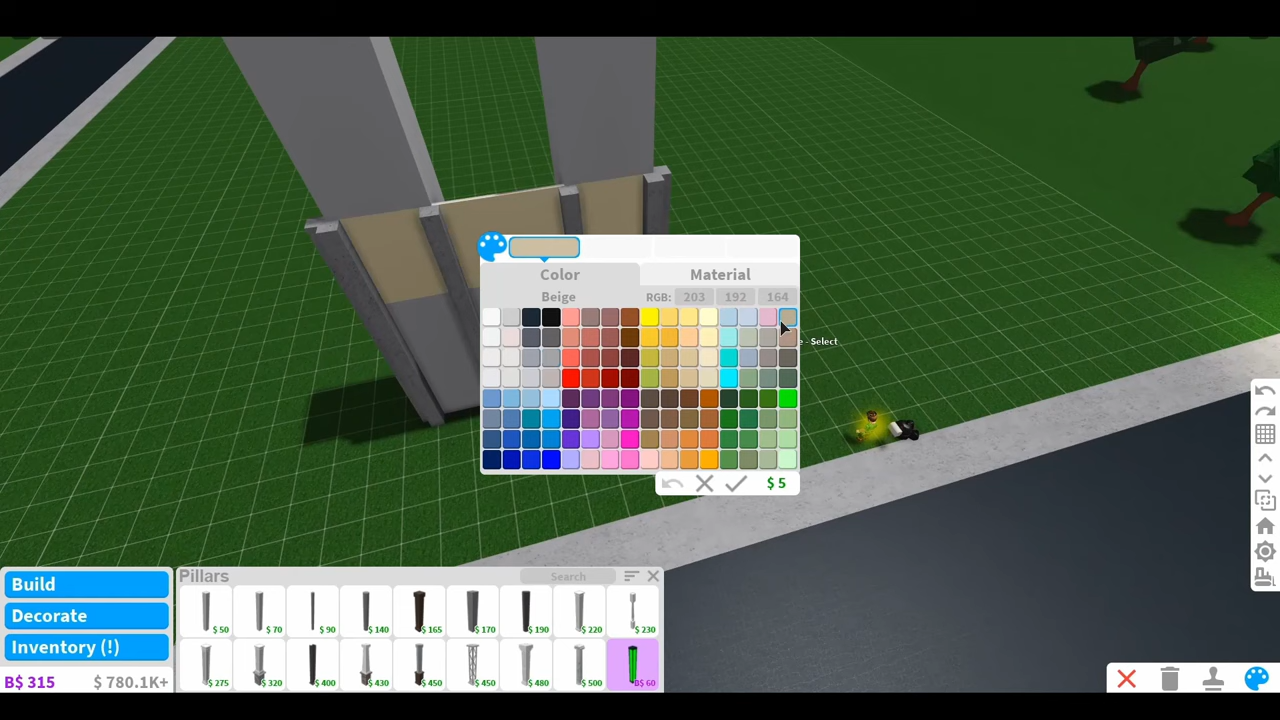 Color
Material
Beige
RGB: 203 192 164
e - Select
$ 5
Build
Decorate
Inventory (!)
B$ 315 $ 780.1K+
Pillars
Search
$ 50 $ 70 $ 90 $ 140 $ 165 $ 170 $ 190 $ 220 $ 230
$ 275 $ 320 $ 400 $ 430 $ 450 $ 450 $ 480 $ 500 B$ 60